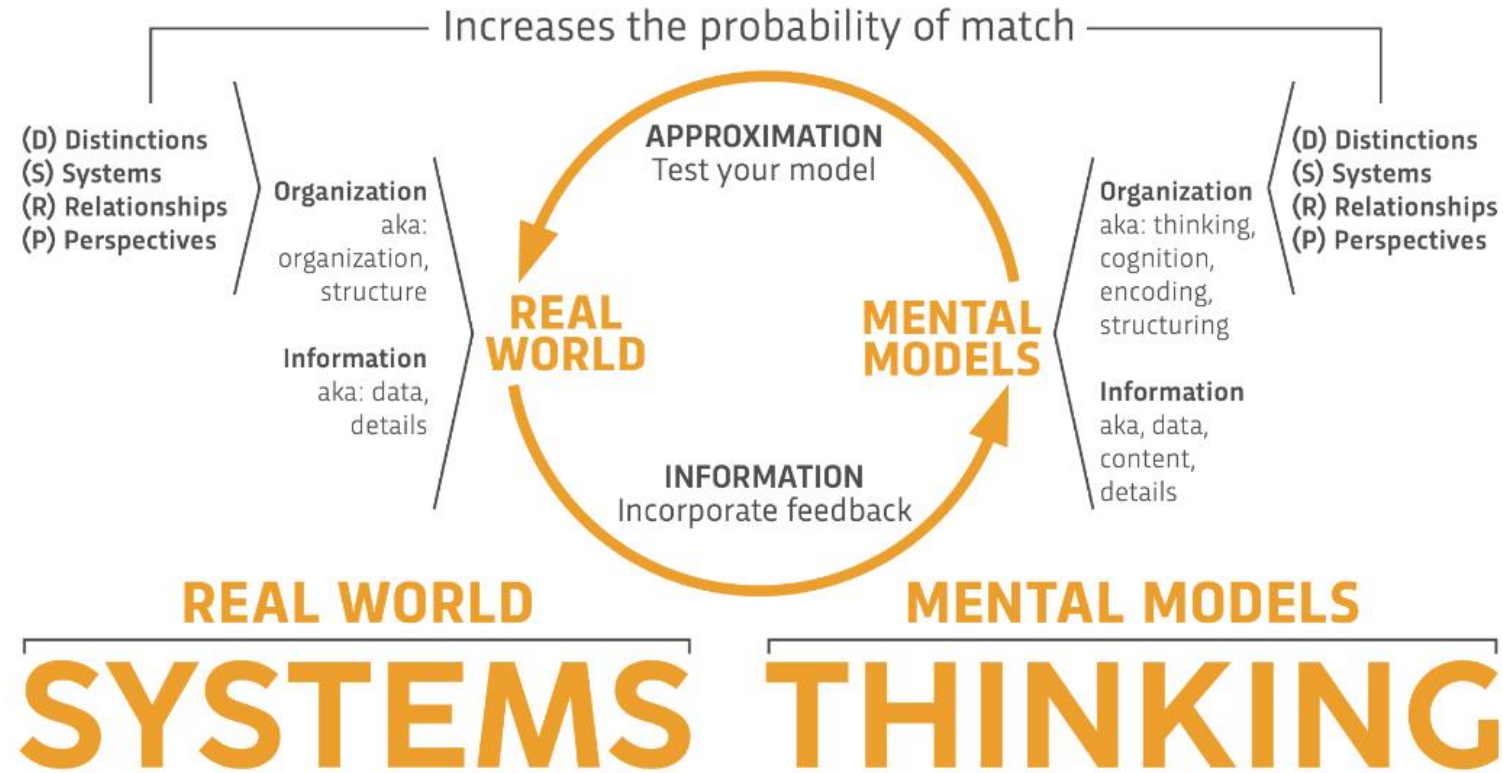 Increases the probability of match
(D) Distinctions
(S) Systems
(R) Relationships
(P) Perspectives
Organization
aka:
organization,
structure
Information
aka: data,
details
REAL
WORLD
APPROXIMATION
Test your model
INFORMATION
Incorporate feedback
MENTAL
MODELS
Organization
aka: thinking,
cognition,
encoding,
structuring
Information
aka, data,
content,
details
(D) Distinctions
(S) Systems
(R) Relationships
(P) Perspectives
REAL WORLD
MENTAL MODELS
SYSTEMS THINKING